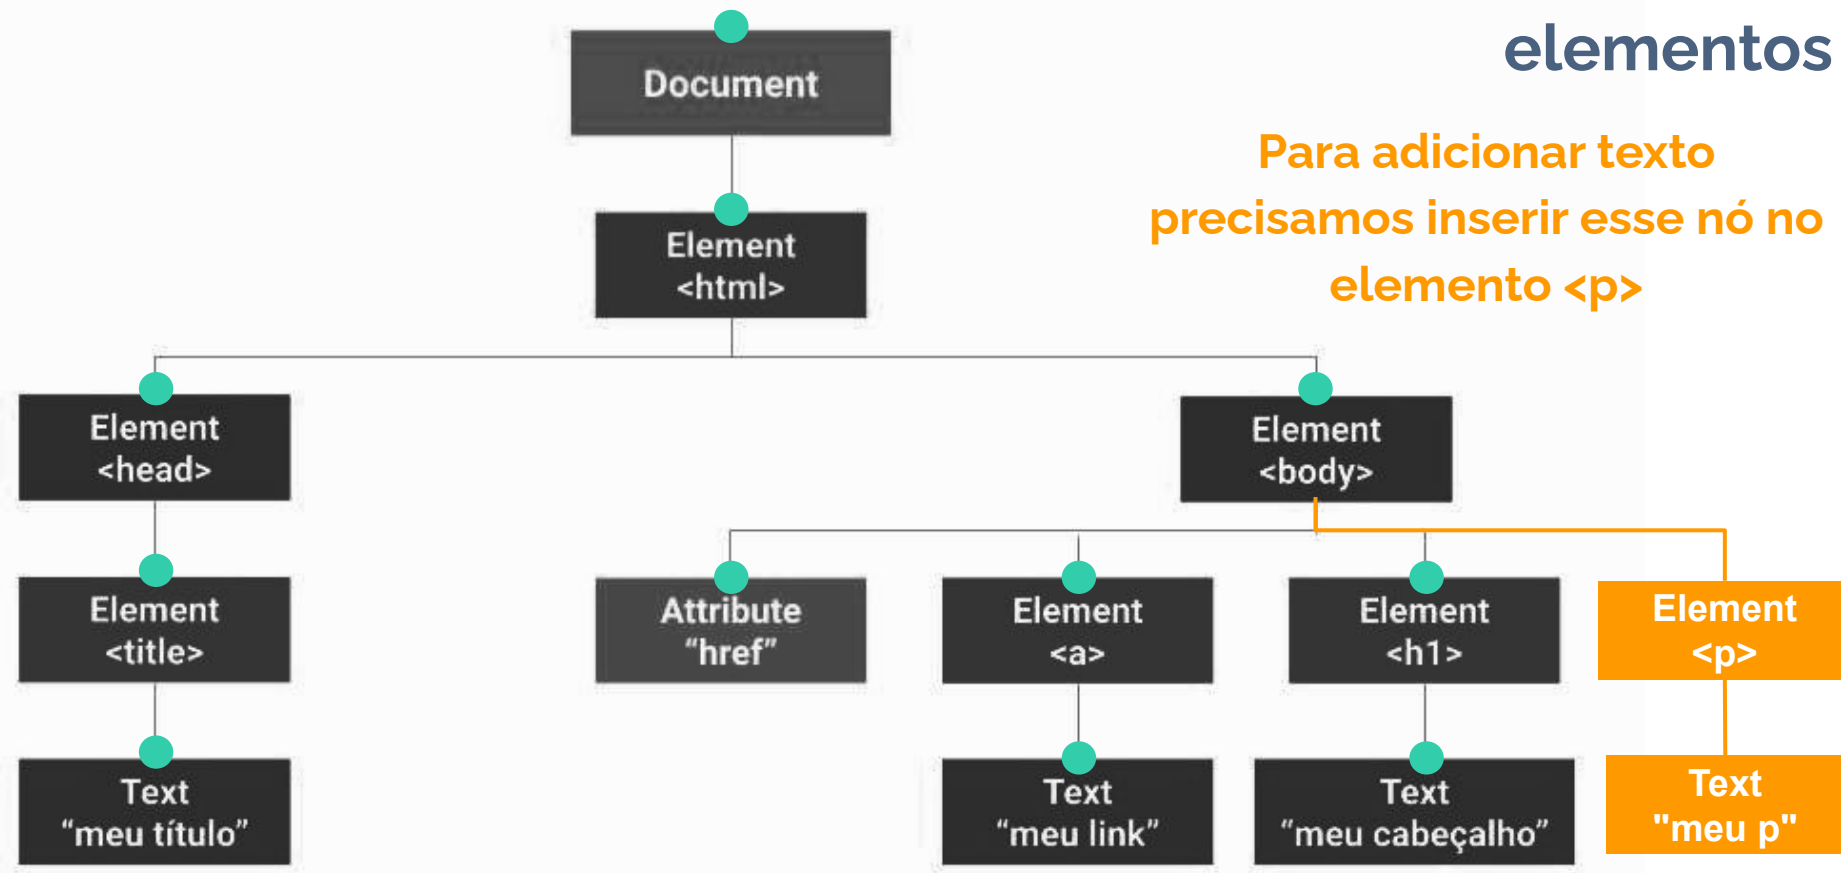 elementos
Para adicionar texto
precisamos inserir esse nó no
elemento <p>
Document
Element
<html>
Element
<head>
Element
<body>
Element
<title>
Attribute
“href”
Element
<a>
Element
<h1>
Element
<p>
Text
“meu título”
Text
“meu link”
Text
“meu cabeçalho”
Text
"meu p"